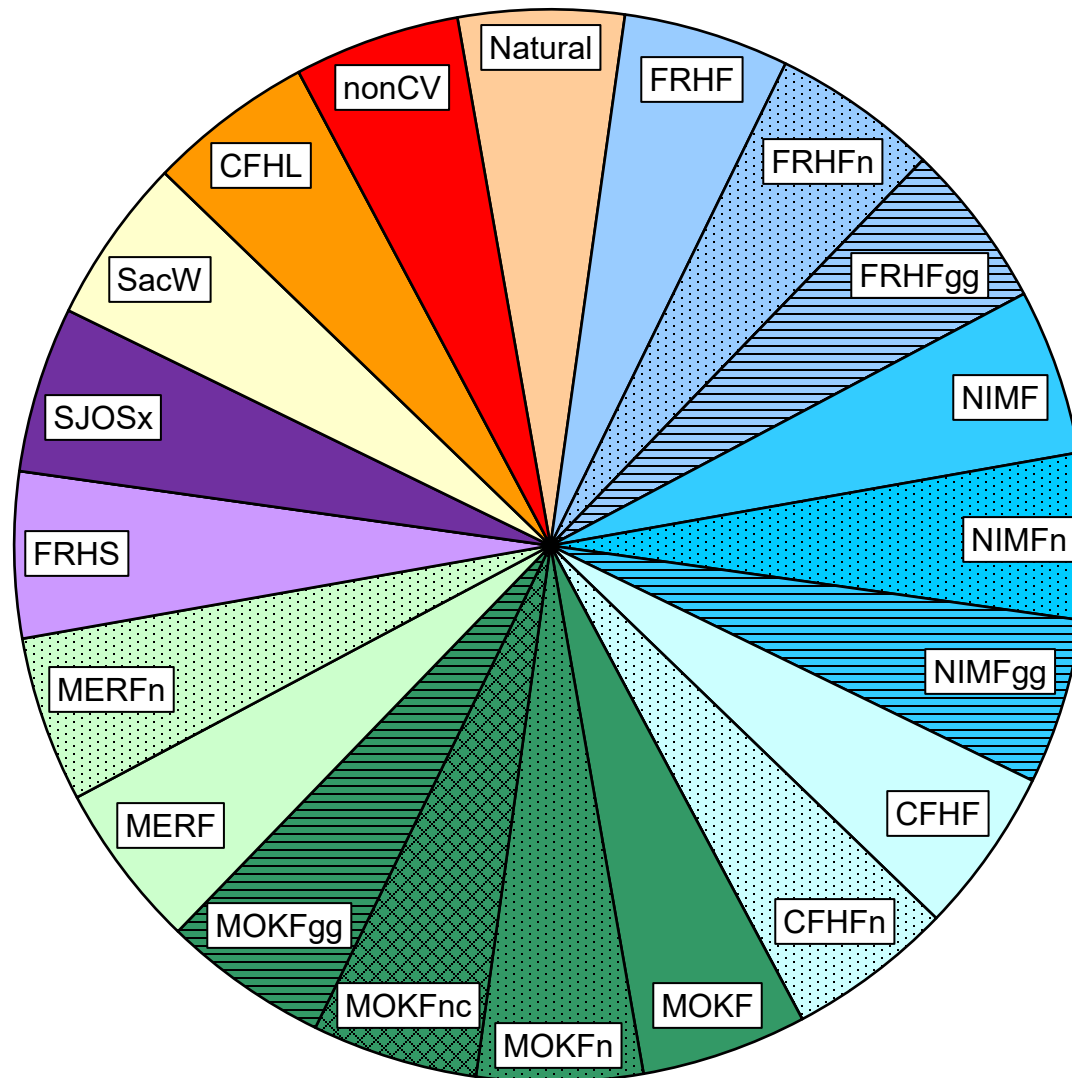 Natural
FRHF
FRHFn
FRHFgg
NIMF
NIMFn
NIMFgg
CFHF
CFHFn
MOKF
MOKFn
MOKFnc
MOKFgg
MERF
MERFn
FRHS
SJOSx
SacW
CFHL
nonCV